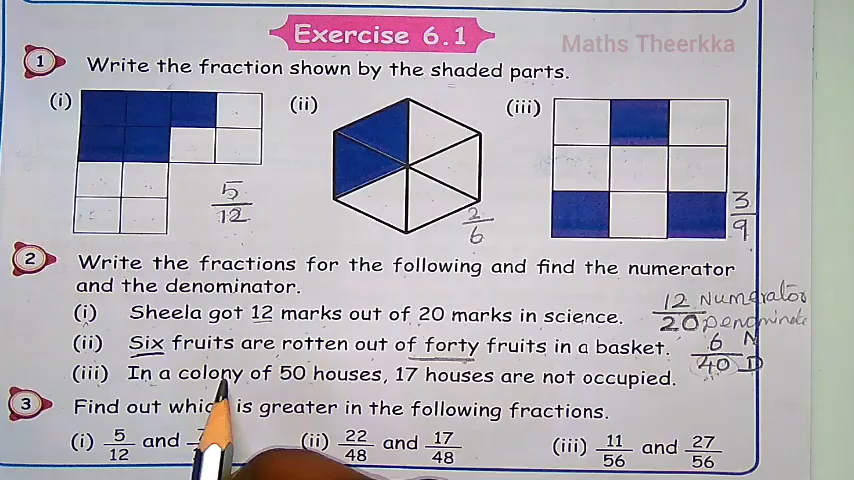 Exercise 6.1
Maths Theerkka
1 Write the fraction shown by the shaded parts.
(i) (ii) (iii)
5/12
2/6
3/9
2 Write the fractions for the following and find the numerator
and the denominator.
(i) Sheela got 12 marks out of 20 marks in science. 12/20 Numerator
(ii) Six fruits are rotten out of forty fruits in a basket. 6/40 N D
(iii) In a colony of 50 houses, 17 houses are not occupied.
3 Find out which is greater in the following fractions.
(i) 5/12 and (ii) 22/48 and 17/48 (iii) 11/56 and 27/56